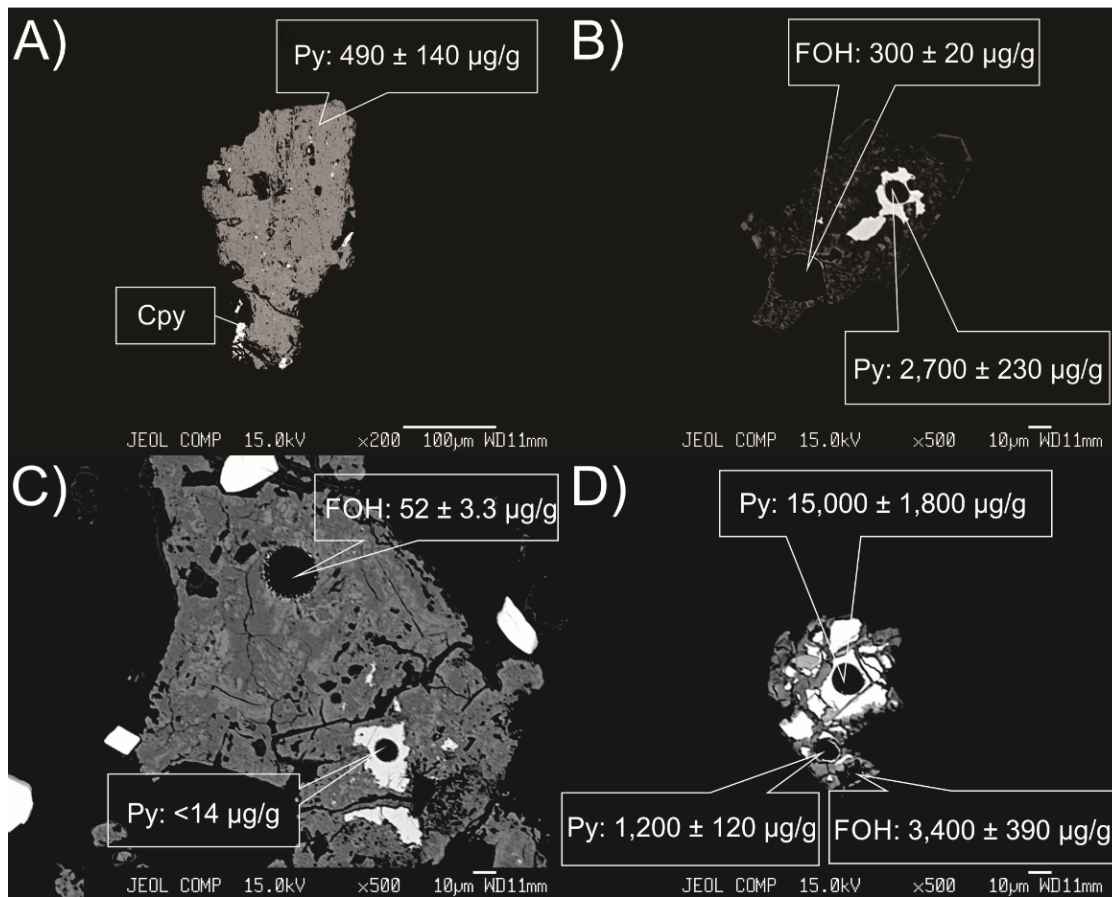 A)
Py: 490 ± 140 µg/g
Cpy
JEOL COMP 15.0kV ×200 100µm WD11mm
B)
FOH: 300 ± 20 µg/g
Py: 2,700 ± 230 µg/g
JEOL COMP 15.0kV ×500 10µm WD11mm
C)
FOH: 52 ± 3.3 µg/g
Py: <14 µg/g
JEOL COMP 15.0kV ×500 10µm WD11mm
D)
Py: 15,000 ± 1,800 µg/g
Py: 1,200 ± 120 µg/g
FOH: 3,400 ± 390 µg/g
JEOL COMP 15.0kV ×500 10µm WD11mm